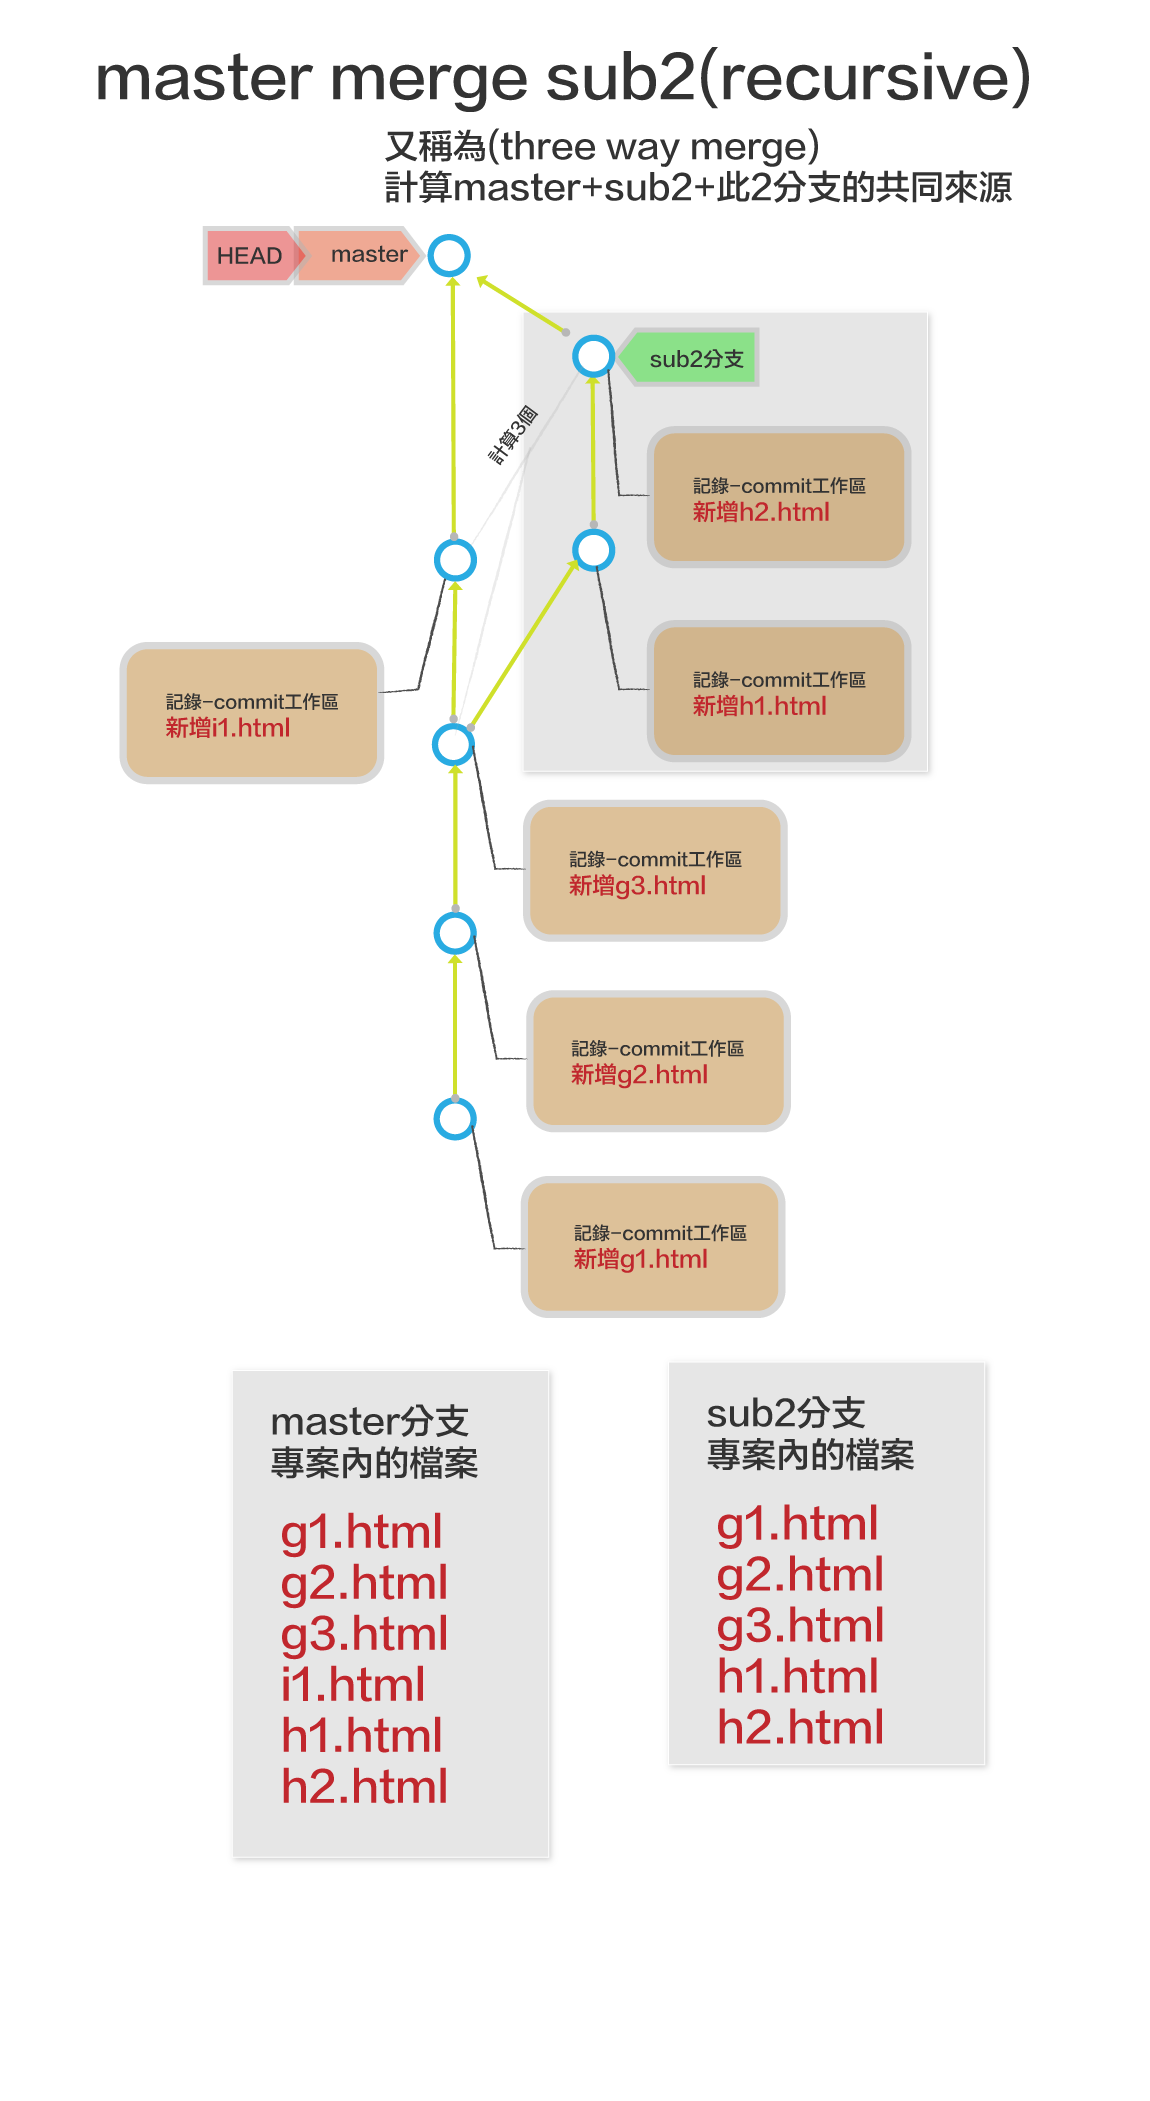 master merge sub2(recursive)
又稱為(three way merge)
計算master+sub2+此2分支的共同來源
HEAD
master
sub2分支
計算3個
記錄-commit工作區
新增h2.html
記錄-commit工作區
新增h1.html
記錄-commit工作區
新增i1.html
記錄-commit工作區
新增g3.html
記錄-commit工作區
新增g2.html
記錄-commit工作區
新增g1.html
master分支
專案內的檔案
g1.html
g2.html
g3.html
i1.html
h1.html
h2.html
sub2分支
專案內的檔案
g1.html
g2.html
g3.html
h1.html
h2.html